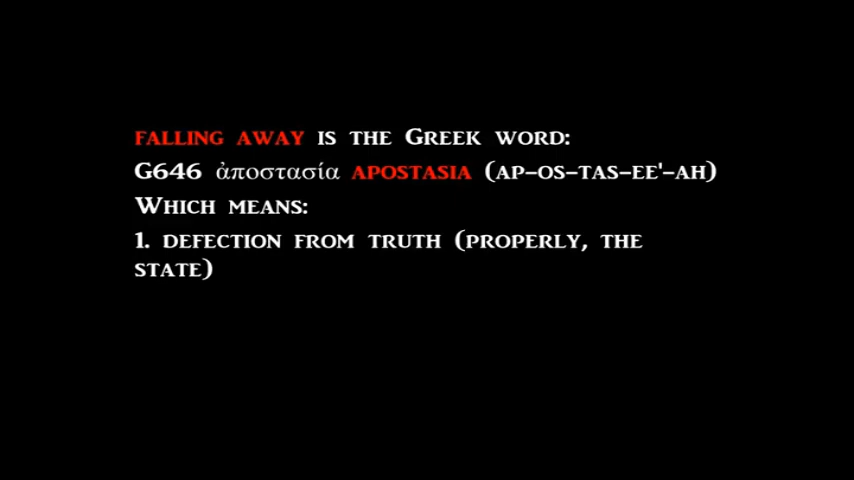 FALLING AWAY IS THE GREEK WORD:
G646 ἀποστασία APOSTASIA (AP-OS-TAS-EE'-AH)
WHICH MEANS:
1. DEFECTION FROM TRUTH (PROPERLY, THE
STATE)